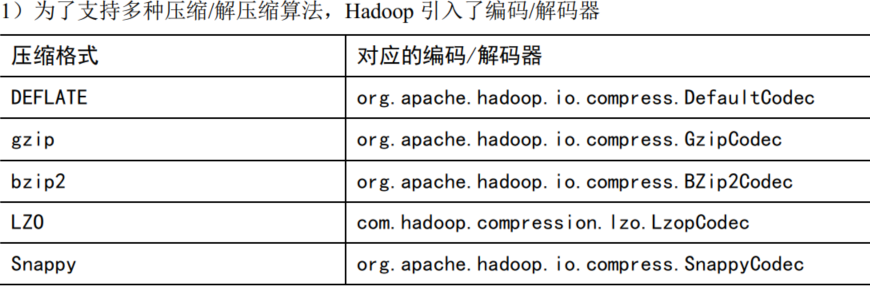 1）为了支持多种压缩/解压缩算法，Hadoop 引入了编码/解码器
压缩格式 对应的编码/解码器
DEFLATE org.apache.hadoop.io.compress.DefaultCodec
gzip org.apache.hadoop.io.compress.GzipCodec
bzip2 org.apache.hadoop.io.compress.BZip2Codec
LZO com.hadoop.compression.lzo.LzopCodec
Snappy org.apache.hadoop.io.compress.SnappyCodec